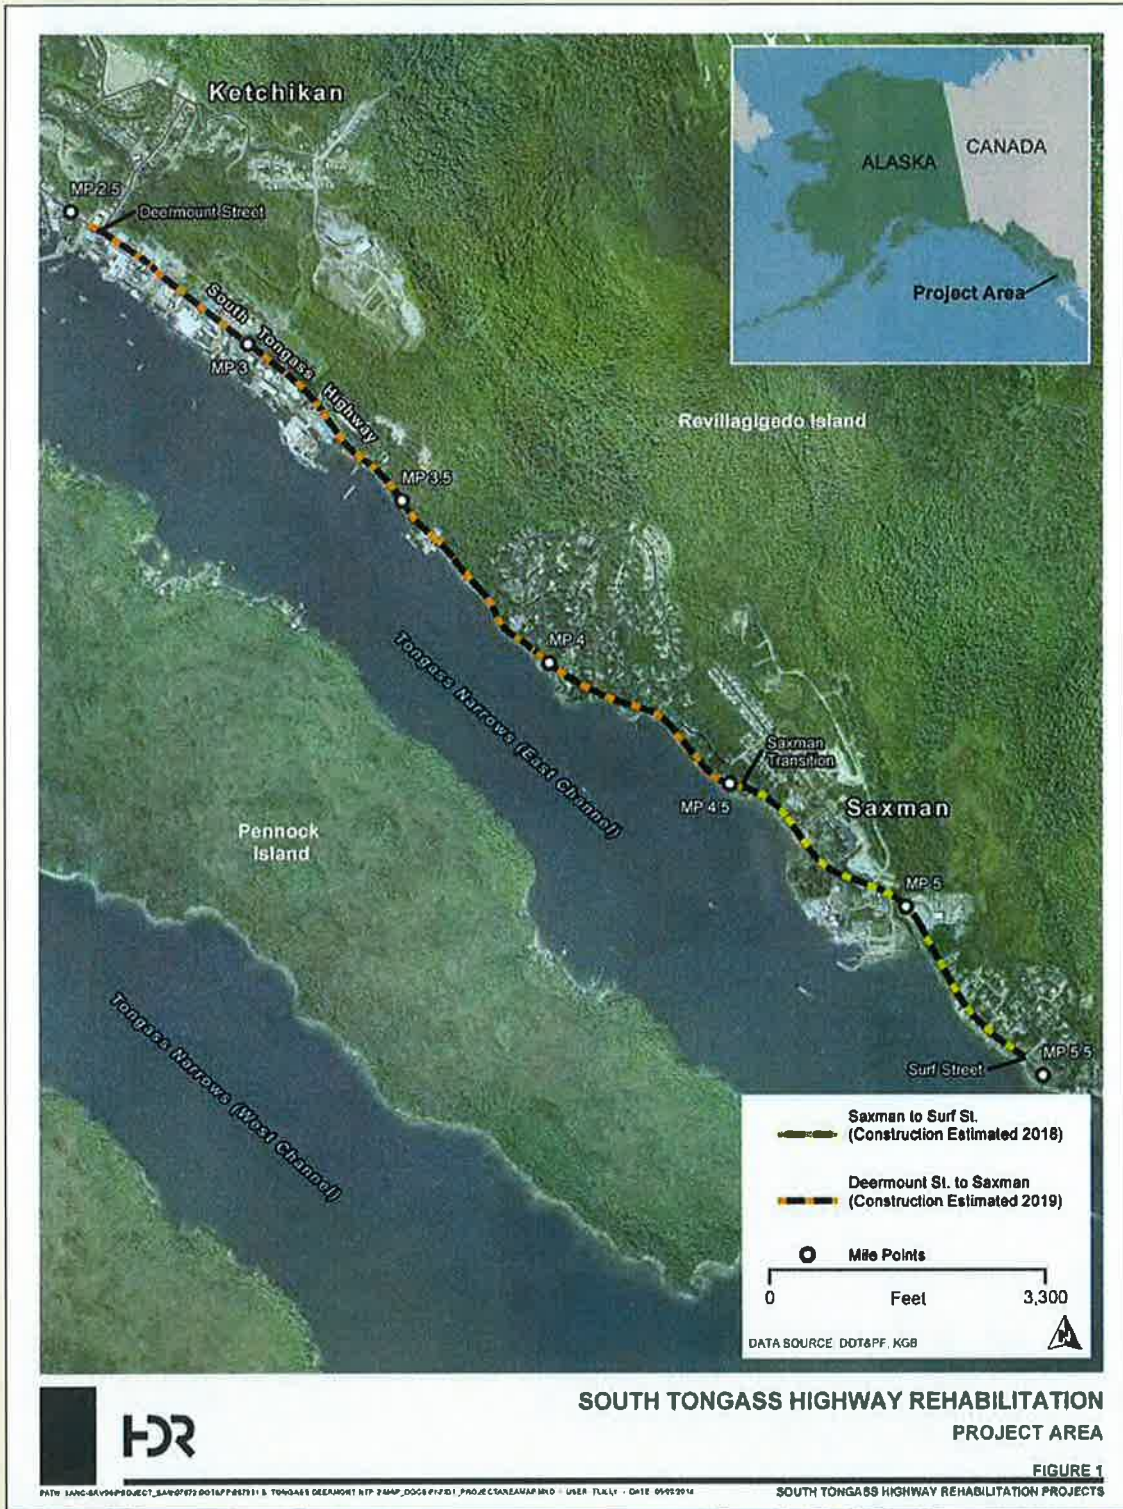 Ketchikan
ALASKA
CANADA
Project Area
MP 2.5
Deermount Street
South Tongass Highway
MP 3
MP 3.5
Revillagigedo Island
MP 4
Tongass Narrows (East Channel)
Saxman
Transition
MP 4.5
Saxman
Pennock
Island
MP 5
Tongass Narrows (West Channel)
Surf Street
MP 5.5
Saxman to Surf St.
(Construction Estimated 2018)
Deermount St. to Saxman
(Construction Estimated 2019)
Mile Points
0 Feet 3,300
N
DATA SOURCE: DOT&PF, KGB
HDR
SOUTH TONGASS HIGHWAY REHABILITATION
PROJECT AREA
FIGURE 1
SOUTH TONGASS HIGHWAY REHABILITATION PROJECTS